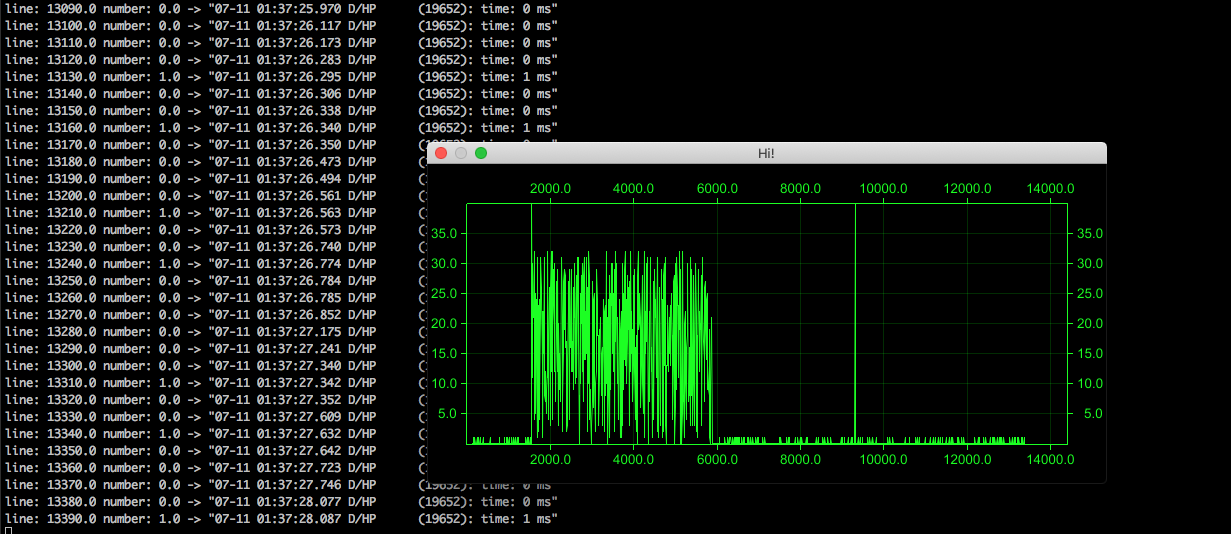 line: 13090.0 number: 0.0 -> "07-11 01:37:25.970 D/HP (19652): time: 0 ms"
line: 13100.0 number: 0.0 -> "07-11 01:37:26.117 D/HP (19652): time: 0 ms"
line: 13110.0 number: 0.0 -> "07-11 01:37:26.173 D/HP (19652): time: 0 ms"
line: 13120.0 number: 0.0 -> "07-11 01:37:26.283 D/HP (19652): time: 0 ms"
line: 13130.0 number: 1.0 -> "07-11 01:37:26.295 D/HP (19652): time: 1 ms"
line: 13140.0 number: 0.0 -> "07-11 01:37:26.306 D/HP (19652): time: 0 ms"
line: 13150.0 number: 0.0 -> "07-11 01:37:26.338 D/HP (19652): time: 0 ms"
line: 13160.0 number: 1.0 -> "07-11 01:37:26.340 D/HP (19652): time: 1 ms"
line: 13170.0 number: 0.0 -> "07-11 01:37:26.350 D/HP
line: 13180.0 number: 0.0 -> "07-11 01:37:26.473 D/HP
line: 13190.0 number: 0.0 -> "07-11 01:37:26.494 D/HP
line: 13200.0 number: 0.0 -> "07-11 01:37:26.561 D/HP
line: 13210.0 number: 1.0 -> "07-11 01:37:26.563 D/HP
line: 13220.0 number: 0.0 -> "07-11 01:37:26.573 D/HP
line: 13230.0 number: 0.0 -> "07-11 01:37:26.740 D/HP
line: 13240.0 number: 1.0 -> "07-11 01:37:26.774 D/HP
line: 13250.0 number: 0.0 -> "07-11 01:37:26.784 D/HP
line: 13260.0 number: 0.0 -> "07-11 01:37:26.785 D/HP
line: 13270.0 number: 0.0 -> "07-11 01:37:26.852 D/HP
line: 13280.0 number: 0.0 -> "07-11 01:37:27.175 D/HP
line: 13290.0 number: 0.0 -> "07-11 01:37:27.241 D/HP
line: 13300.0 number: 0.0 -> "07-11 01:37:27.340 D/HP
line: 13310.0 number: 1.0 -> "07-11 01:37:27.342 D/HP
line: 13320.0 number: 0.0 -> "07-11 01:37:27.352 D/HP
line: 13330.0 number: 0.0 -> "07-11 01:37:27.609 D/HP
line: 13340.0 number: 1.0 -> "07-11 01:37:27.632 D/HP
line: 13350.0 number: 0.0 -> "07-11 01:37:27.642 D/HP
line: 13360.0 number: 0.0 -> "07-11 01:37:27.723 D/HP
line: 13370.0 number: 0.0 -> "07-11 01:37:27.746 D/HP (19652): time: 0 ms"
line: 13380.0 number: 0.0 -> "07-11 01:37:28.077 D/HP (19652): time: 0 ms"
line: 13390.0 number: 1.0 -> "07-11 01:37:28.087 D/HP (19652): time: 1 ms"
Hi!
2000.0 4000.0 6000.0 8000.0 10000.0 12000.0 14000.0
35.0 35.0
30.0 30.0
25.0 25.0
20.0 20.0
15.0 15.0
10.0 10.0
5.0 5.0
2000.0 4000.0 6000.0 8000.0 10000.0 12000.0 14000.0